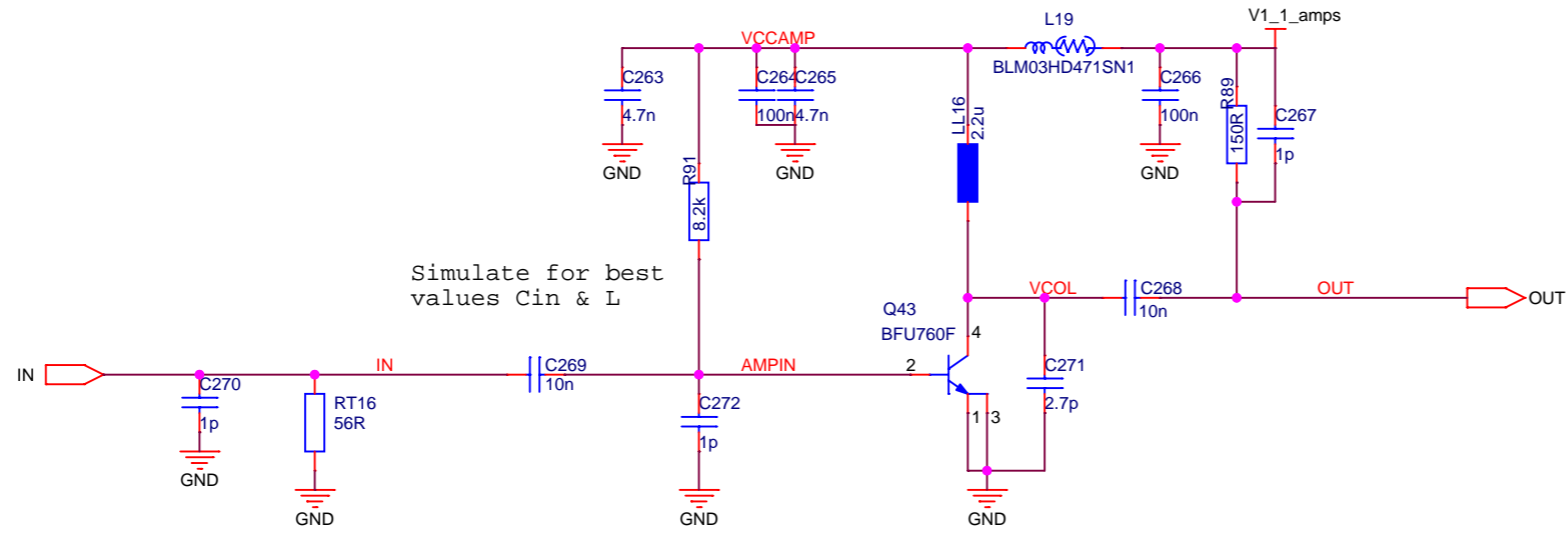 L19
V1_1_amps
VCCAMP
BLM03HD471SN1
C263
4.7n
GND
C264
100n
C265
4.7n
GND
LL16
2.2u
C266
100n
GND
R89
150R
C267
1p
R91
8.2k
Simulate for best
values Cin & L
VCOL
C268
10n
OUT
OUT
Q43
BFU760F
4
2
1
3
IN
IN
C269
10n
AMPIN
C270
1p
GND
RT16
56R
GND
C272
1p
GND
C271
2.7p
GND